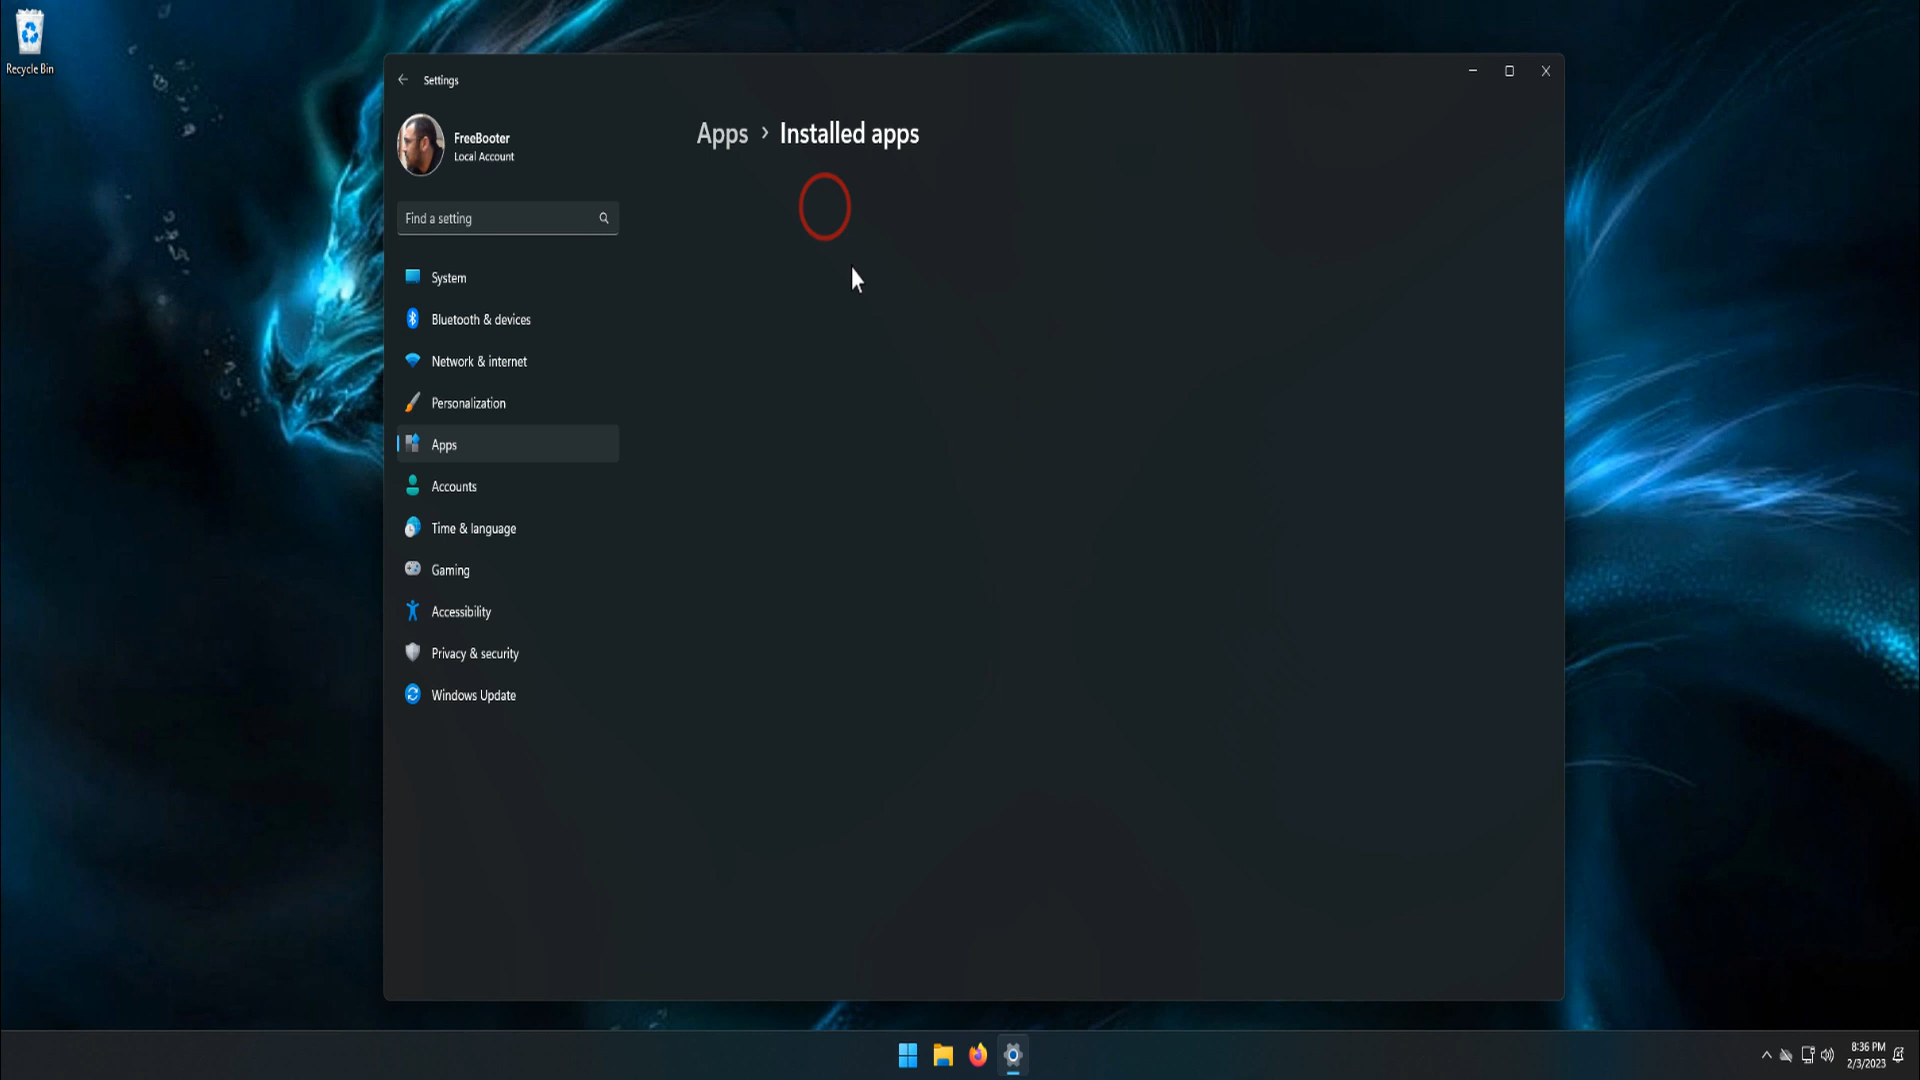 Recycle Bin
Settings
FreeBooter
Local Account
Find a setting
System
Bluetooth & devices
Network & internet
Personalization
Apps
Accounts
Time & language
Gaming
Accessibility
Privacy & security
Windows Update
Apps › Installed apps
8:36 PM
2/3/2023